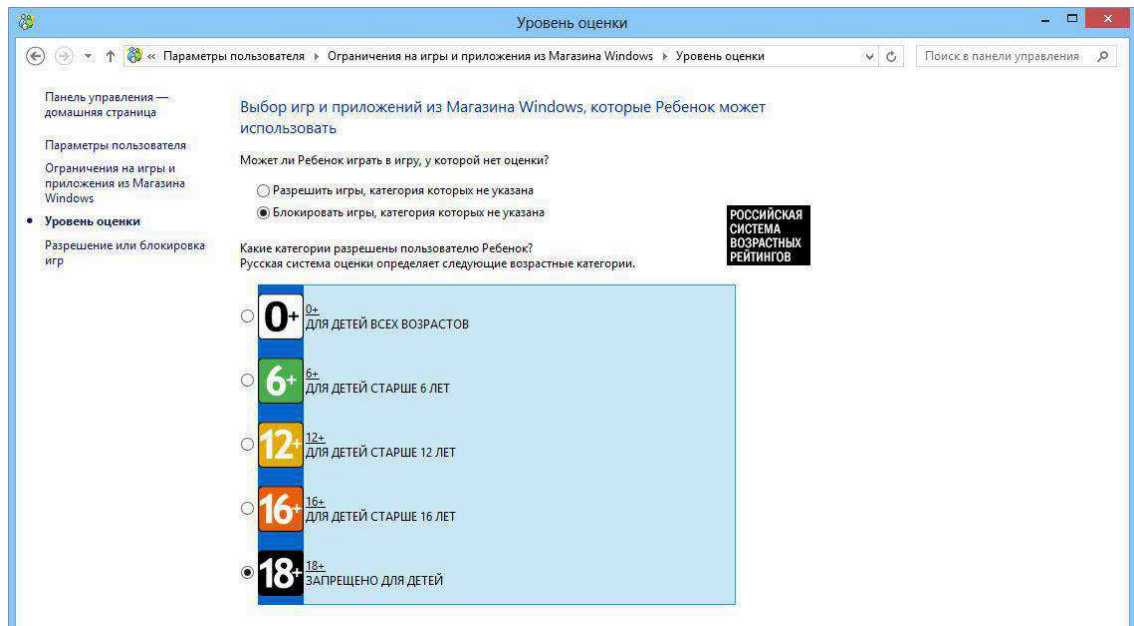 Уровень оценки
« Параметры пользователя ▸ Ограничения на игры и приложения из Магазина Windows ▸ Уровень оценки
Поиск в панели управления
Панель управления —
домашняя страница
Параметры пользователя
Ограничения на игры и
приложения из Магазина
Windows
Уровень оценки
Разрешение или блокировка
игр
Выбор игр и приложений из Магазина Windows, которые Ребенок может
использовать
Может ли Ребенок играть в игру, у которой нет оценки?
Разрешить игры, категория которых не указана
Блокировать игры, категория которых не указана
РОССИЙСКАЯ
СИСТЕМА
ВОЗРАСТНЫХ
РЕЙТИНГОВ
Какие категории разрешены пользователю Ребенок?
Русская система оценки определяет следующие возрастные категории.
0+
0+
ДЛЯ ДЕТЕЙ ВСЕХ ВОЗРАСТОВ
6+
6+
ДЛЯ ДЕТЕЙ СТАРШЕ 6 ЛЕТ
12+
12+
ДЛЯ ДЕТЕЙ СТАРШЕ 12 ЛЕТ
16+
16+
ДЛЯ ДЕТЕЙ СТАРШЕ 16 ЛЕТ
18+
18+
ЗАПРЕЩЕНО ДЛЯ ДЕТЕЙ